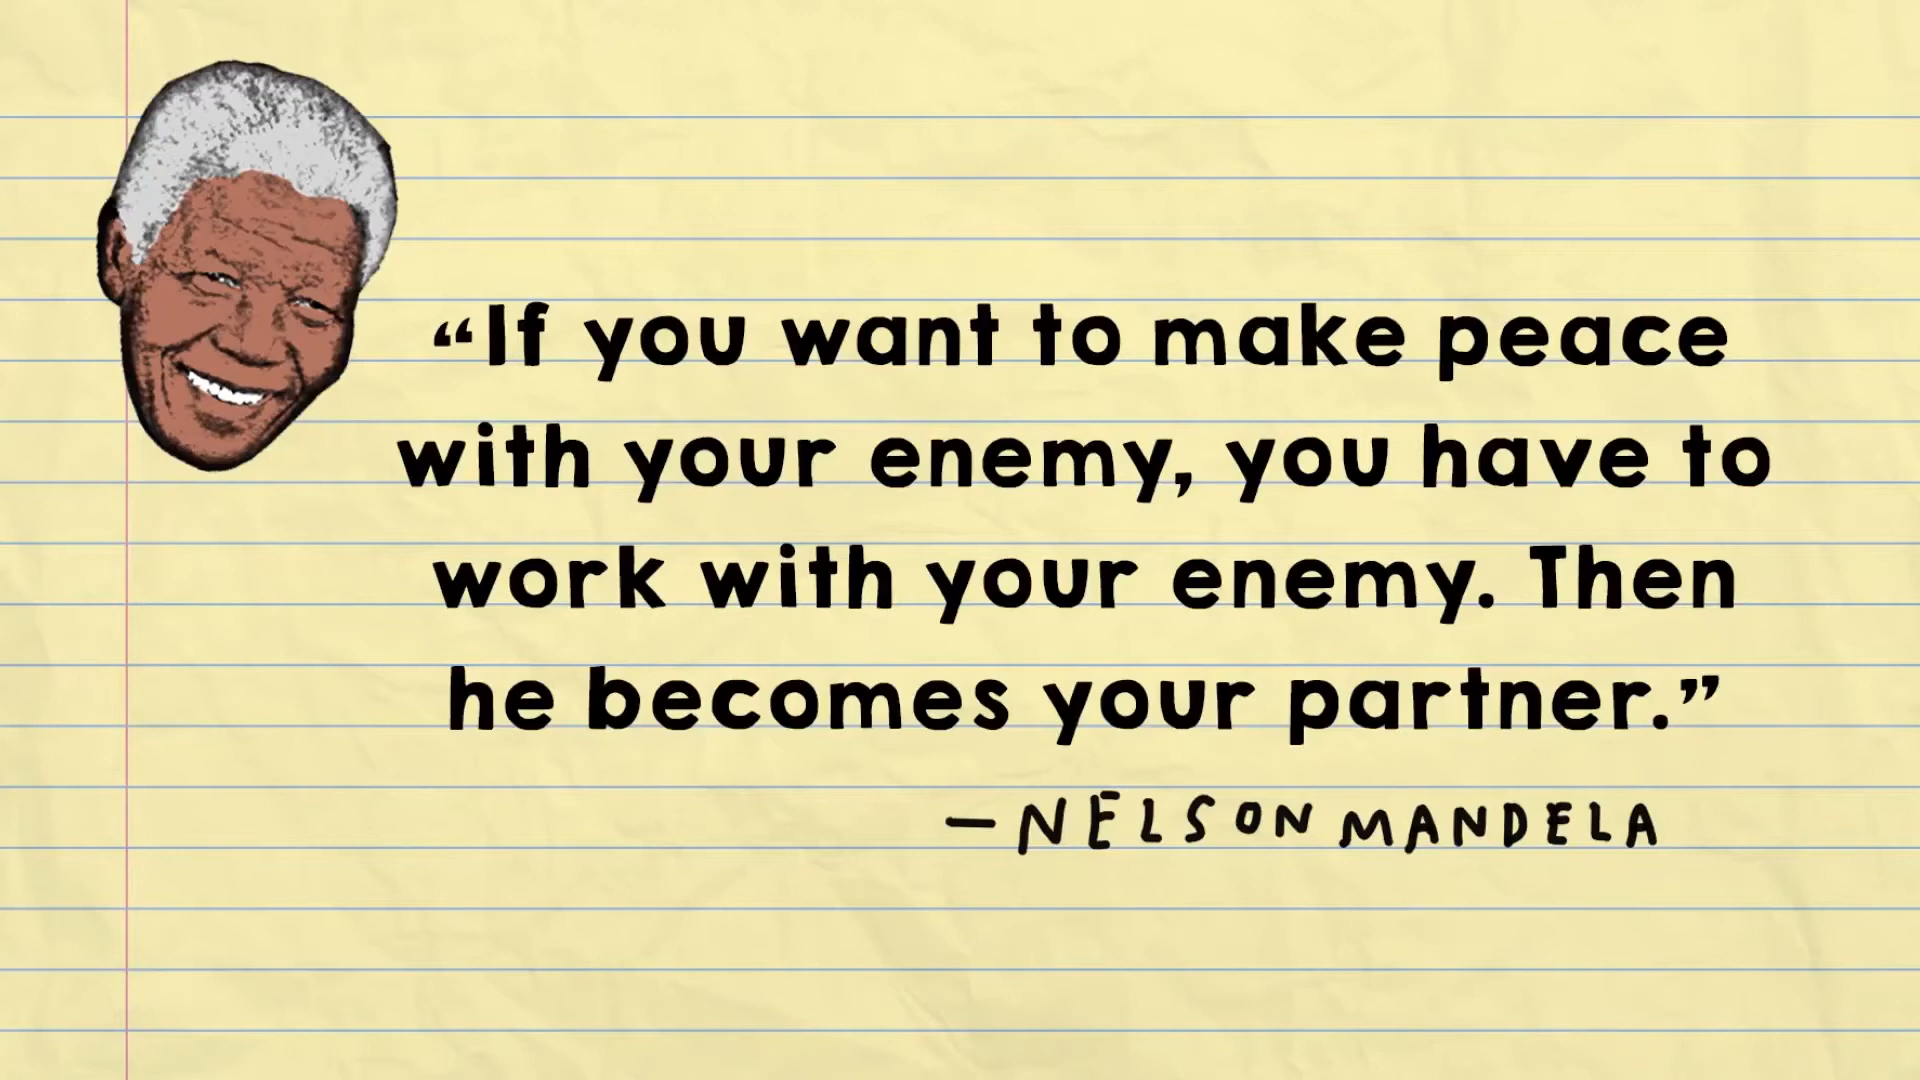 “If you want to make peace
with your enemy, you have to
work with your enemy. Then
he becomes your partner.”
—NELSON MANDELA